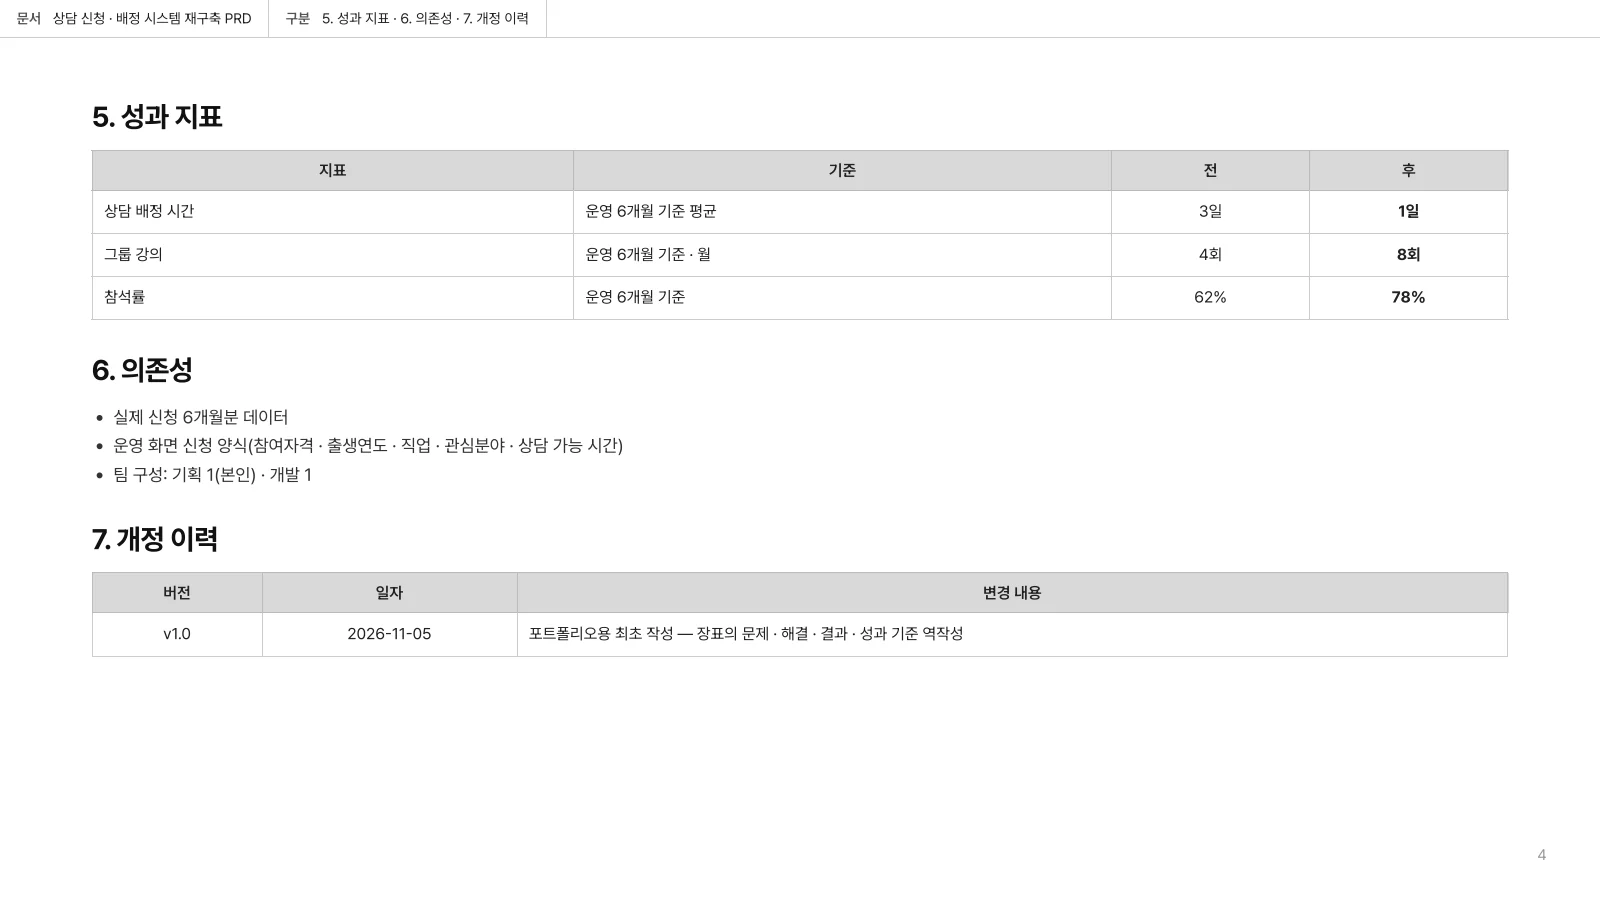 문서 상담 신청 · 배정 시스템 재구축 PRD 구분 5. 성과 지표 · 6. 의존성 · 7. 개정 이력
5. 성과 지표
지표 기준 전 후
상담 배정 시간 운영 6개월 기준 평균 3일 1일
그룹 강의 운영 6개월 기준 · 월 4회 8회
참석률 운영 6개월 기준 62% 78%
6. 의존성
• 실제 신청 6개월분 데이터
• 운영 화면 신청 양식(참여자격 · 출생연도 · 직업 · 관심분야 · 상담 가능 시간)
• 팀 구성: 기획 1(본인) · 개발 1
7. 개정 이력
버전 일자 변경 내용
v1.0 2026-11-05 포트폴리오용 최초 작성 — 장표의 문제 · 해결 · 결과 · 성과 기준 역작성
4